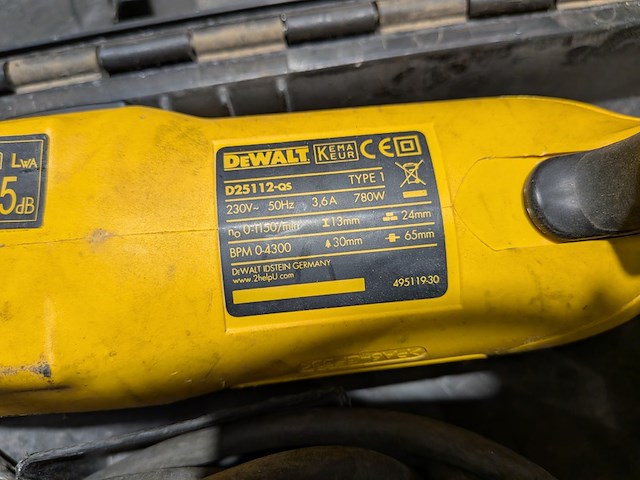 LWA
5dB
DEWALT KEMA KEUR CE
D25112-QS TYPE 1
230V~ 50Hz 3,6A 780W
n₀ 0-1150/min 13mm 24mm
BPM 0-4300 30mm 65mm
DEWALT IDSTEIN GERMANY
www.2helpU.com
495119-30